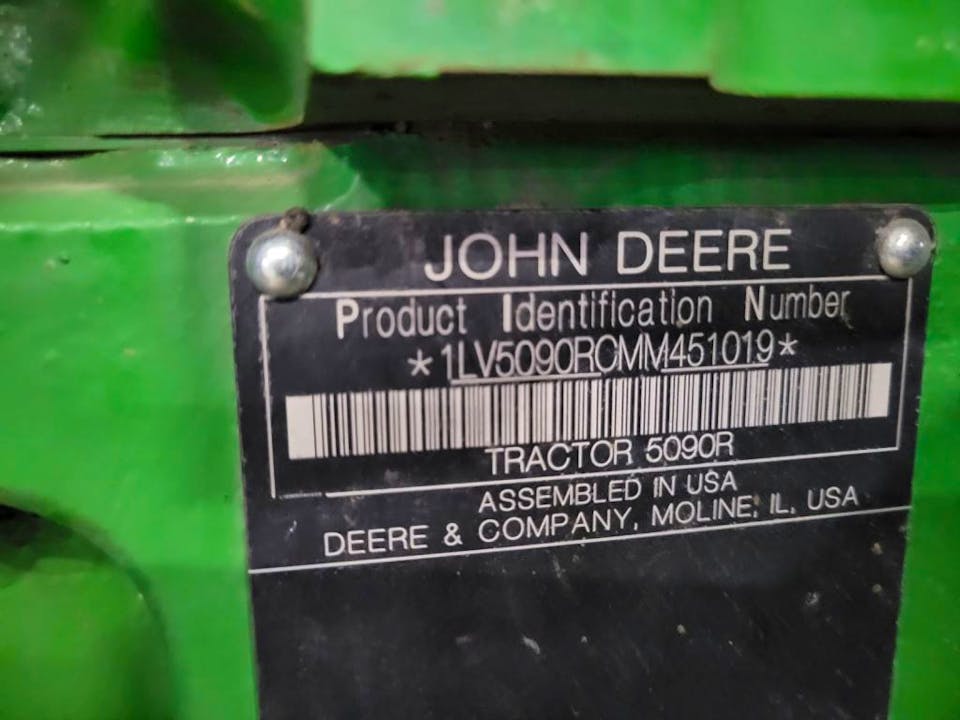 JOHN DEERE
Product Identification Number
*1LV5090RCMM451019*
TRACTOR 5090R
ASSEMBLED IN USA
DEERE & COMPANY, MOLINE, IL, USA